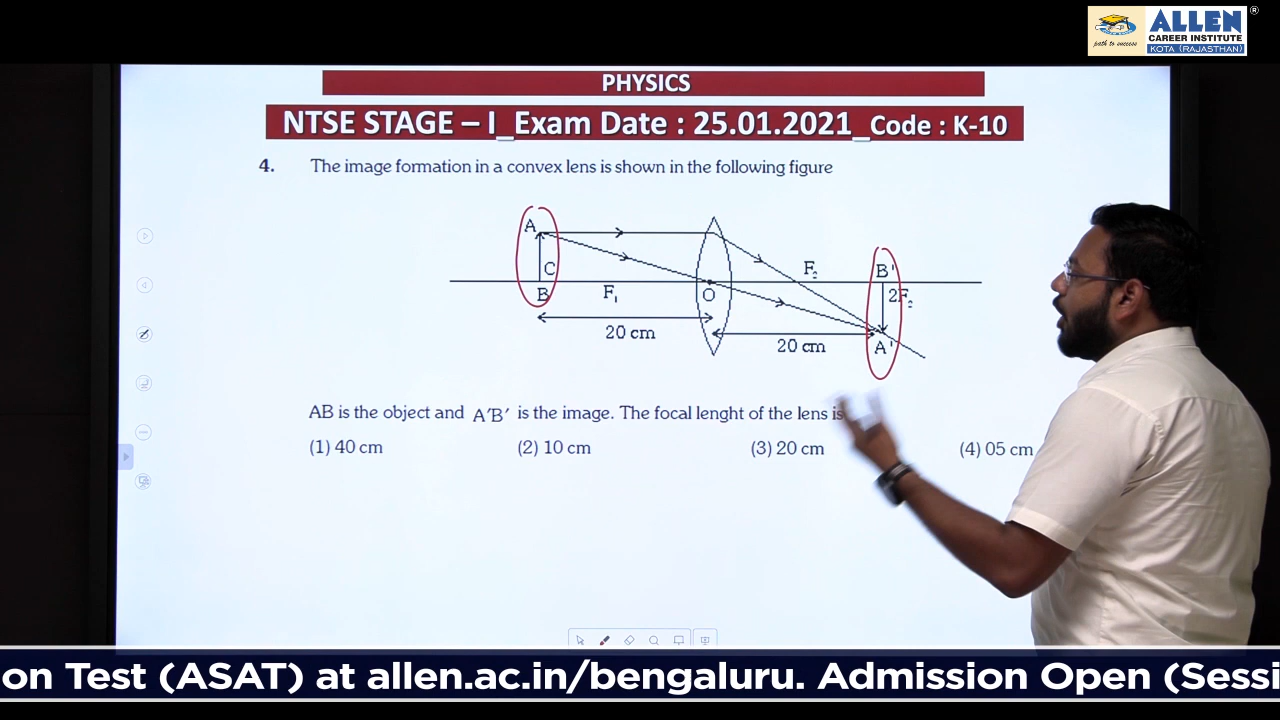 ALLEN ®
CAREER INSTITUTE
path to success
KOTA (RAJASTHAN)
PHYSICS
NTSE STAGE – I_Exam Date : 25.01.2021_Code : K-10
4. The image formation in a convex lens is shown in the following figure
A
C
B
F₁
O
F₂
B'
2F₂
A'
20 cm
20 cm
AB is the object and A'B' is the image. The focal lenght of the lens is
(1) 40 cm (2) 10 cm (3) 20 cm (4) 05 cm
on Test (ASAT) at allen.ac.in/bengaluru. Admission Open (Sessi